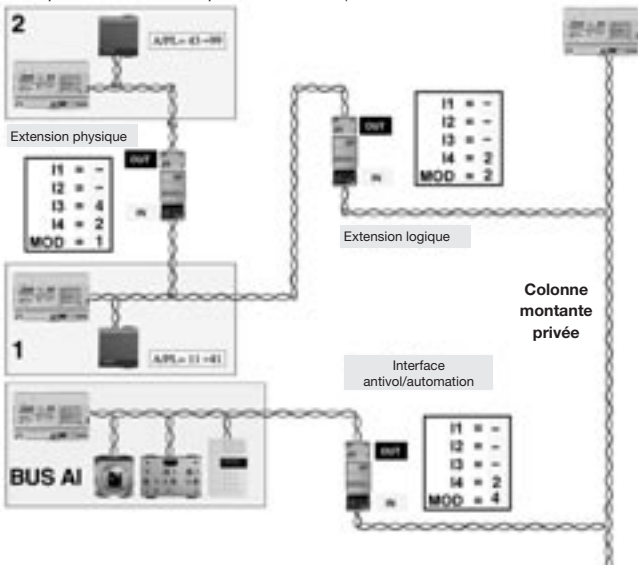 2
A/PL= 43→99
Extension physique
OUT
IN
I1 = -
I2 = -
I3 = 4
I4 = 2
MOD = 1
OUT
IN
I1 = -
I2 = -
I3 = -
I4 = 2
MOD = 2
Extension logique
1
A/PL= 11→41
Colonne
montante
privée
Interface
antivol/automation
BUS AI
OUT
IN
I1 = -
I2 = -
I3 = -
I4 = 2
MOD = 4